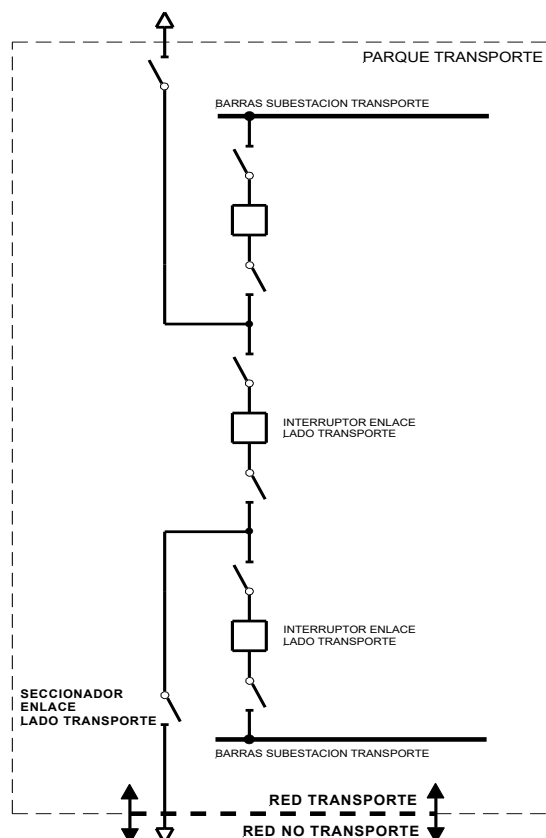 PARQUE TRANSPORTE
BARRAS SUBESTACION TRANSPORTE
INTERRUPTOR ENLACE
LADO TRANSPORTE
INTERRUPTOR ENLACE
LADO TRANSPORTE
SECCIONADOR
ENLACE
LADO TRANSPORTE
BARRAS SUBESTACION TRANSPORTE
RED TRANSPORTE
RED NO TRANSPORTE